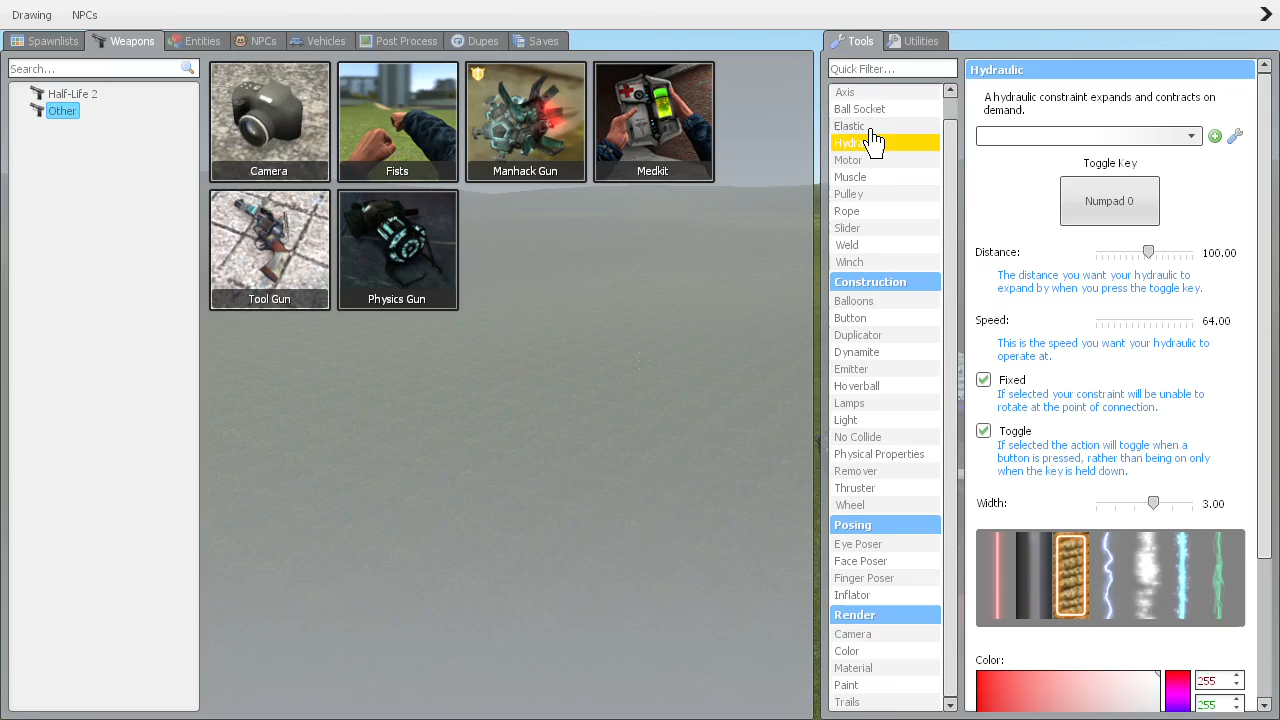 Drawing NPCs
Spawnlists Weapons Entities NPCs Vehicles Post Process Dupes Saves Tools Utilities
Search...
Half-Life 2
Other
Camera Fists Manhack Gun Medkit
Tool Gun Physics Gun
Quick Filter...
Axis
Ball Socket
Elastic
Hydra
Motor
Muscle
Pulley
Rope
Slider
Weld
Winch
Construction
Balloons
Button
Duplicator
Dynamite
Emitter
Hoverball
Lamps
Light
No Collide
Physical Properties
Remover
Thruster
Wheel
Posing
Eye Poser
Face Poser
Finger Poser
Inflator
Render
Camera
Color
Material
Paint
Trails
Hydraulic
A hydraulic constraint expands and contracts on
demand.
Toggle Key
Numpad 0
Distance: 100.00
The distance you want your hydraulic to
expand by when you press the toggle key.
Speed: 64.00
This is the speed you want your hydraulic to
operate at.
Fixed
If selected your constraint will be unable to
rotate at the point of connection.
Toggle
If selected the action will toggle when a
button is pressed, rather than being on only
when the key is held down.
Width: 3.00
Color:
255
255